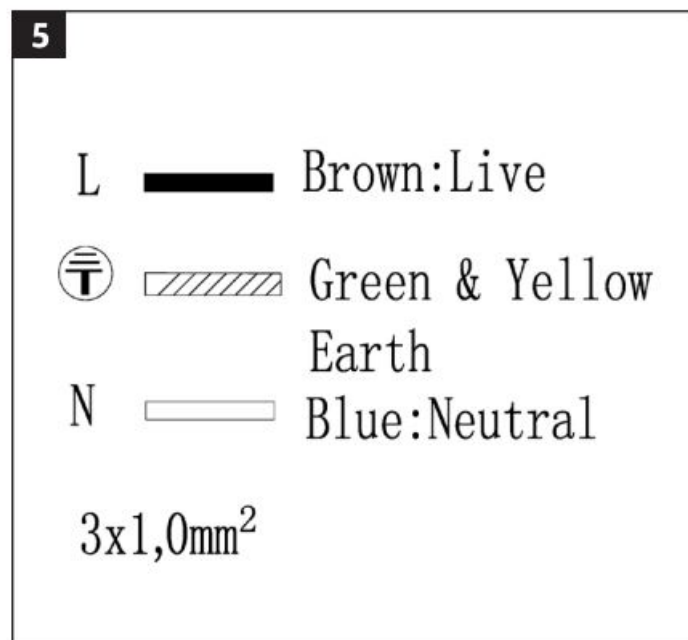 5
L Brown:Live
Green & Yellow
Earth
N Blue:Neutral
3x1,0mm²